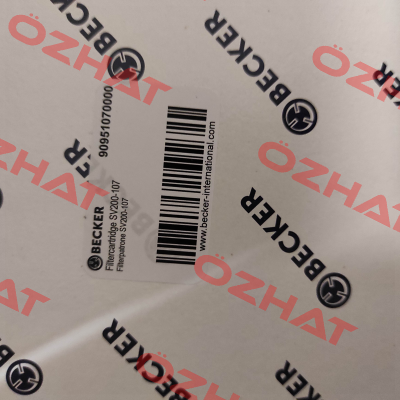 BECKER
90951070000
Filtercartridge SV200-107
Filterpatrone SV200-107
www.becker-international.com
BECKER
BECKER
BECKER
BECKER
BECKER
ÖZHAT
ÖZHAT
ÖZHAT
ÖZHAT
ÖZHAT